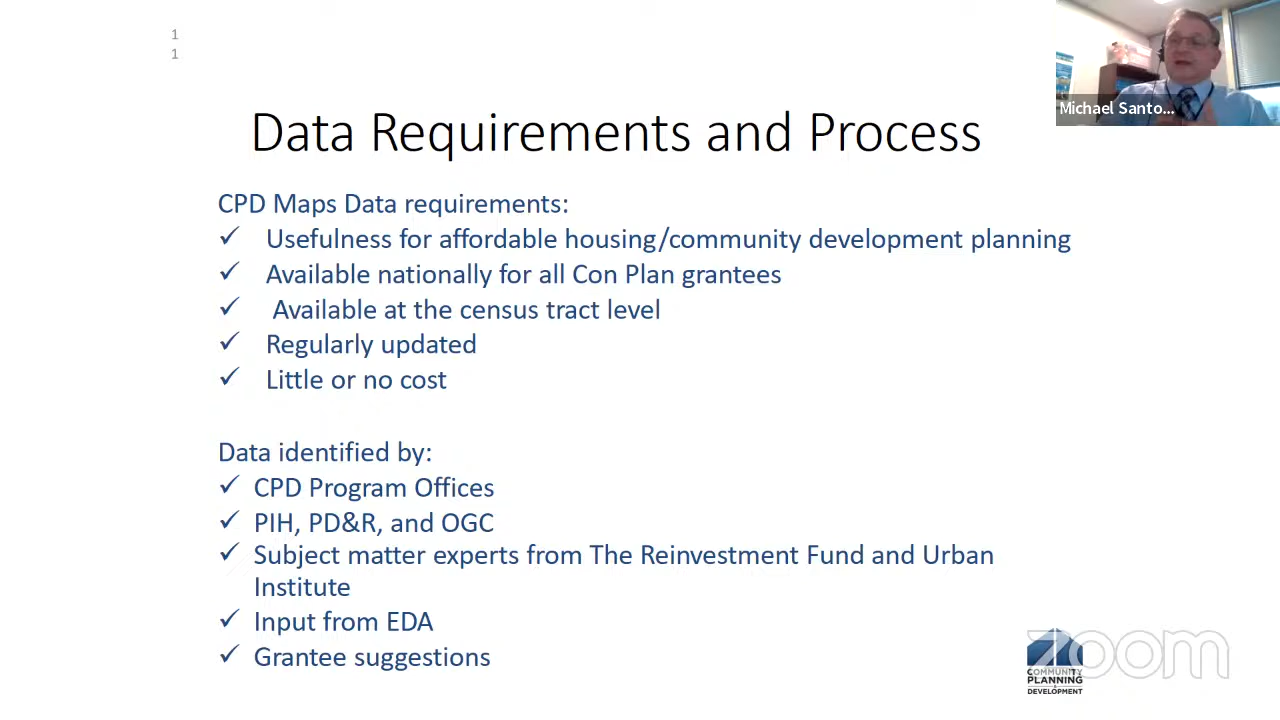 1
1
Michael Santo...
Data Requirements and Process
CPD Maps Data requirements:
✓ Usefulness for affordable housing/community development planning
✓ Available nationally for all Con Plan grantees
✓ Available at the census tract level
✓ Regularly updated
✓ Little or no cost
Data identified by:
✓ CPD Program Offices
✓ PIH, PD&R, and OGC
✓ Subject matter experts from The Reinvestment Fund and Urban
Institute
✓ Input from EDA
✓ Grantee suggestions
zoom
COMMUNITY
PLANNING
DEVELOPMENT